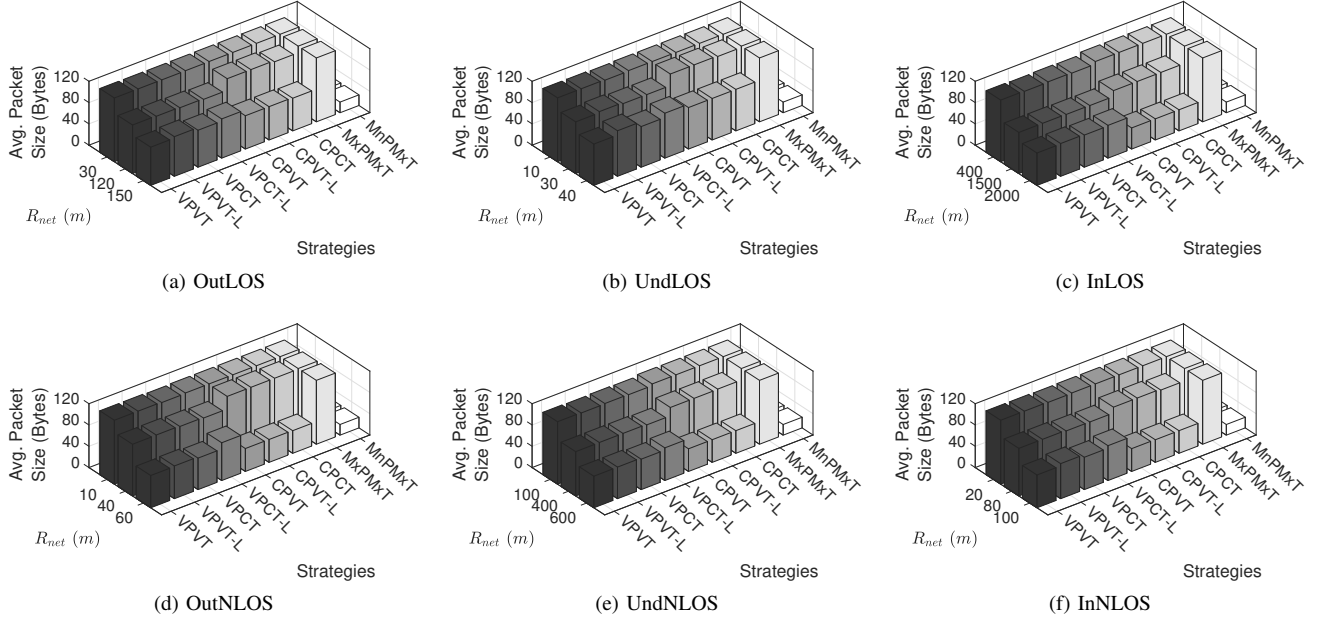 Avg. Packet
Size (Bytes)
120
80
40
0
30
120
150
R_net (m)
VPVT
VPVT-L
VPCT
VPCT-L
CPVT
CPVT-L
CPCT
MxPMxT
MnPMxT
Strategies
(a) OutLOS
Avg. Packet
Size (Bytes)
120
80
40
0
10
30
40
R_net (m)
VPVT
VPVT-L
VPCT
VPCT-L
CPVT
CPVT-L
CPCT
MxPMxT
MnPMxT
Strategies
(b) UndLOS
Avg. Packet
Size (Bytes)
120
80
40
0
400
1500
2000
R_net (m)
VPVT
VPVT-L
VPCT
VPCT-L
CPVT
CPVT-L
CPCT
MxPMxT
MnPMxT
Strategies
(c) InLOS
Avg. Packet
Size (Bytes)
120
80
40
0
10
40
60
R_net (m)
VPVT
VPVT-L
VPCT
VPCT-L
CPVT
CPVT-L
CPCT
MxPMxT
MnPMxT
Strategies
(d) OutNLOS
Avg. Packet
Size (Bytes)
120
80
40
0
100
400
600
R_net (m)
VPVT
VPVT-L
VPCT
VPCT-L
CPVT
CPVT-L
CPCT
MxPMxT
MnPMxT
Strategies
(e) UndNLOS
Avg. Packet
Size (Bytes)
120
80
40
0
20
80
100
R_net (m)
VPVT
VPVT-L
VPCT
VPCT-L
CPVT
CPVT-L
CPCT
MxPMxT
MnPMxT
Strategies
(f) InNLOS